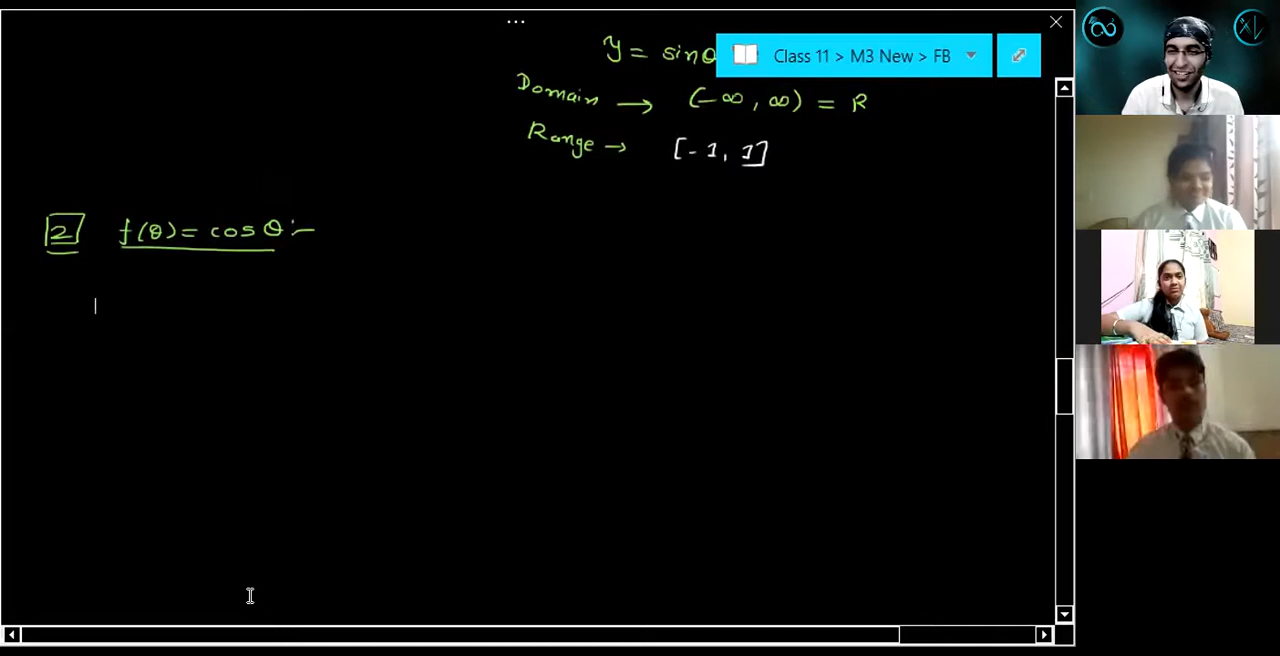 ...
y = sinθ
Class 11 > M3 New > FB
Domain → (-∞, ∞) = R
Range → [-1, 1]
2 f(θ) = cos θ :-